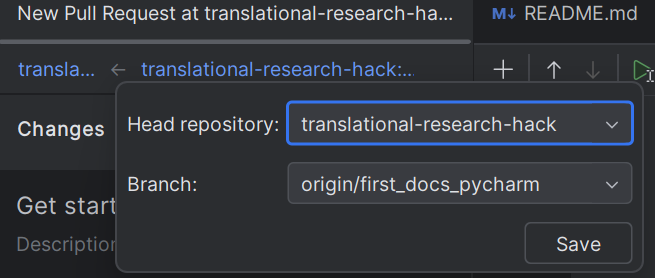 New Pull Request at translational-research-ha...
M↓ README.md
transla... ← translational-research-hack:...
Changes
Head repository: translational-research-hack
Branch: origin/first_docs_pycharm
Get start
Description
Save